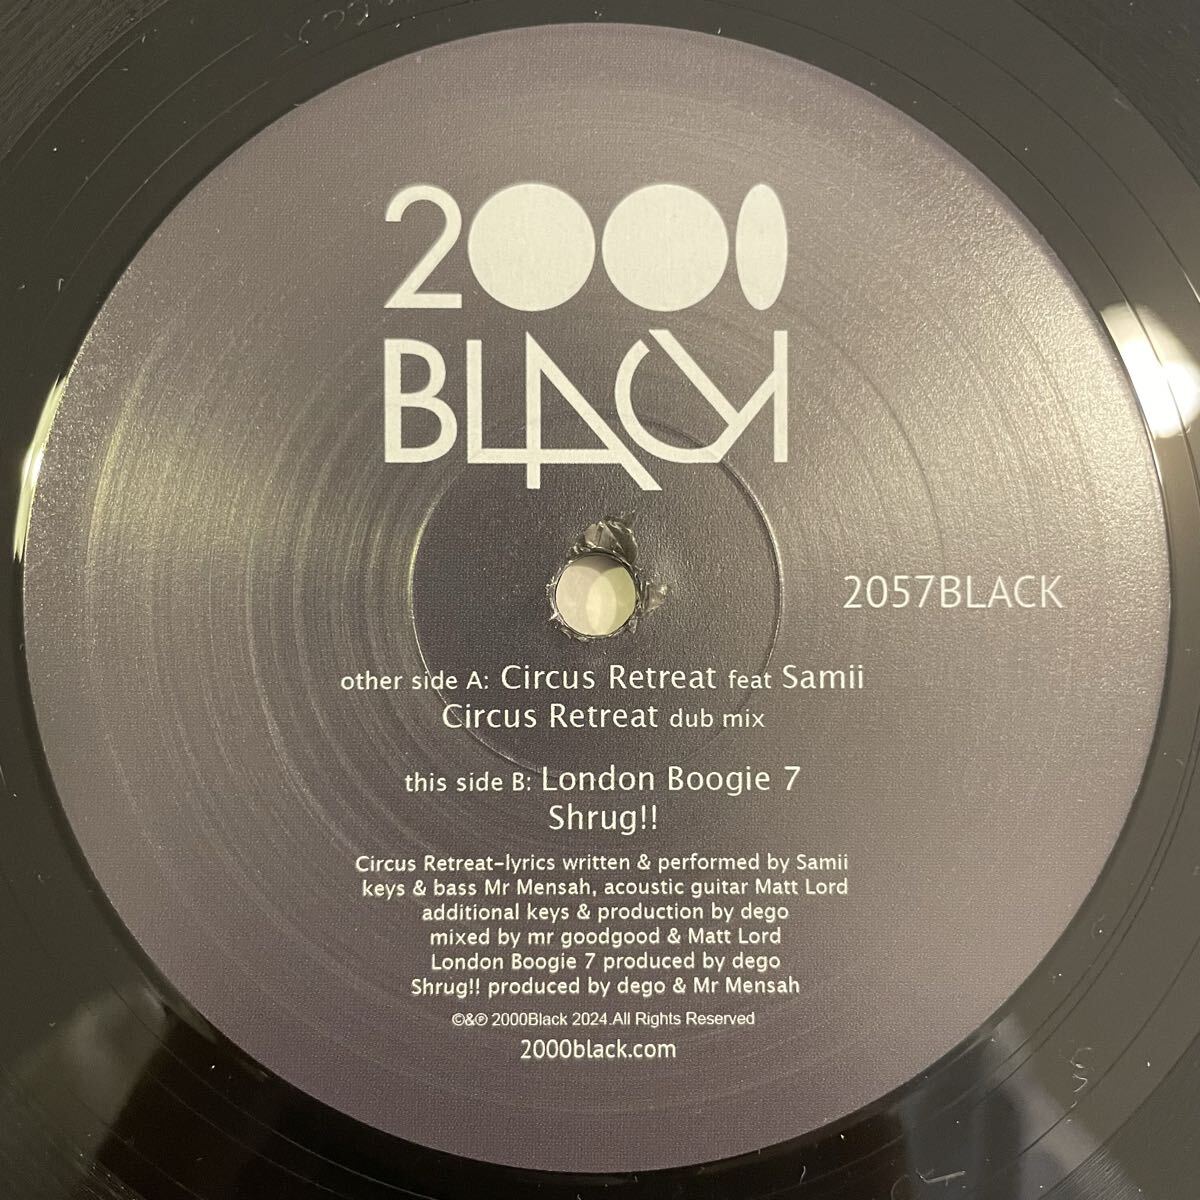 2000
BLACK
2057BLACK
other side A: Circus Retreat feat Samii
Circus Retreat dub mix
this side B: London Boogie 7
Shrug!!
Circus Retreat-lyrics written & performed by Samii
keys & bass Mr Mensah, acoustic guitar Matt Lord
additional keys & production by dego
mixed by mr goodgood & Matt Lord
London Boogie 7 produced by dego
Shrug!! produced by dego & Mr Mensah
©&℗ 2000Black 2024.All Rights Reserved
2000black.com